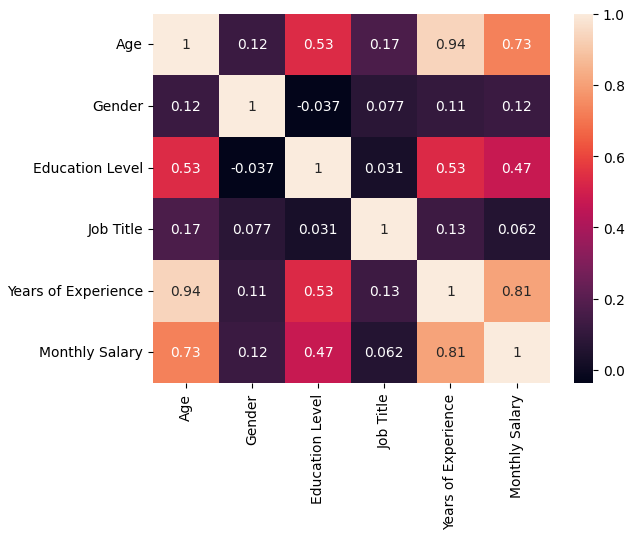 Age 1 0.12 0.53 0.17 0.94 0.73
Gender 0.12 1 -0.037 0.077 0.11 0.12
Education Level 0.53 -0.037 1 0.031 0.53 0.47
Job Title 0.17 0.077 0.031 1 0.13 0.062
Years of Experience 0.94 0.11 0.53 0.13 1 0.81
Monthly Salary 0.73 0.12 0.47 0.062 0.81 1
Age
Gender
Education Level
Job Title
Years of Experience
Monthly Salary
1.0
0.8
0.6
0.4
0.2
0.0